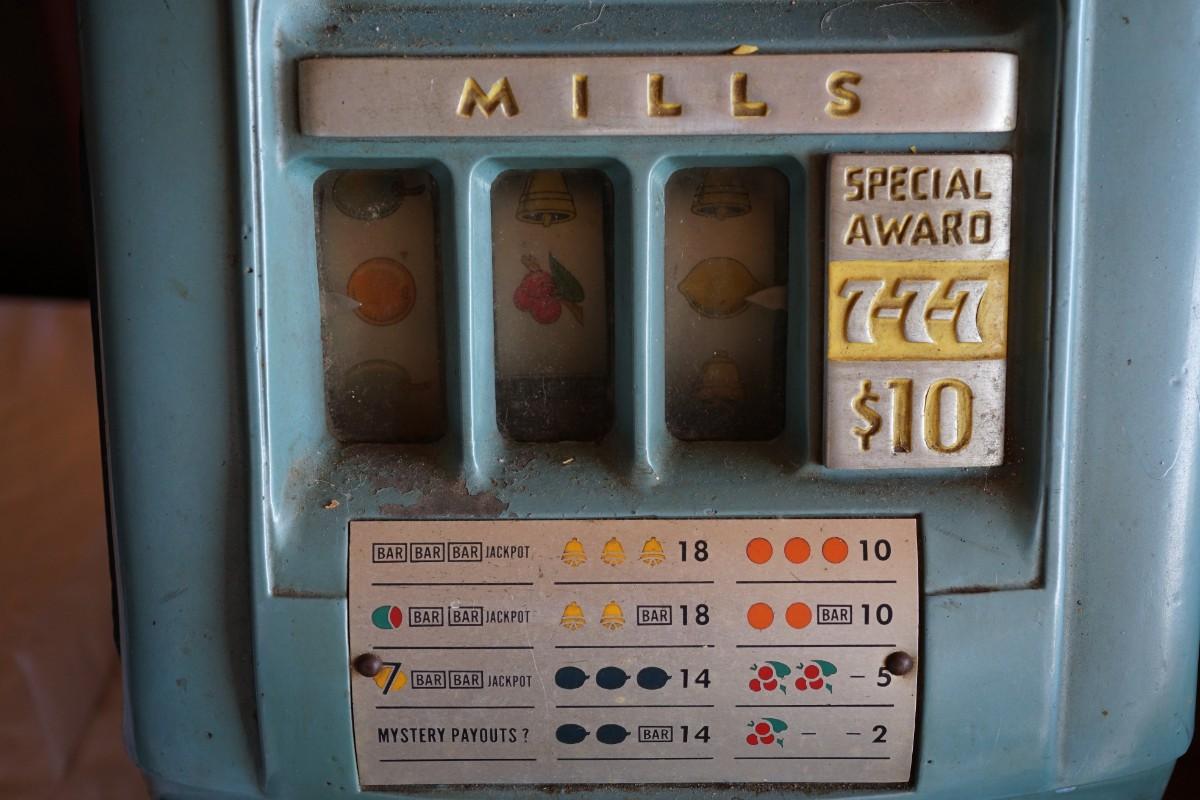 MILLS
SPECIAL
AWARD
7-7-7
$10
BAR BAR BAR JACKPOT 18 10
BAR BAR JACKPOT BAR 18 BAR 10
7 BAR BAR JACKPOT 14 – 5
MYSTERY PAYOUTS? BAR 14 – – 2